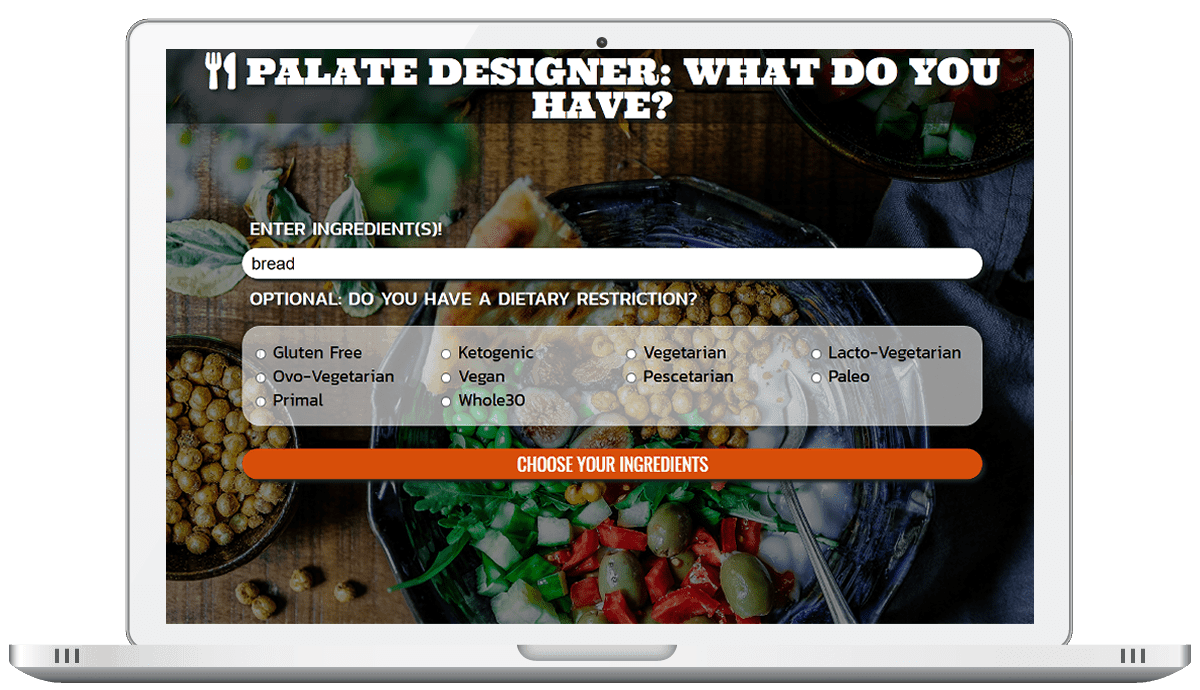 PALATE DESIGNER: WHAT DO YOU
HAVE?
ENTER INGREDIENT(S)!
bread
OPTIONAL: DO YOU HAVE A DIETARY RESTRICTION?
Gluten Free Ketogenic Vegetarian Lacto-Vegetarian
Ovo-Vegetarian Vegan Pescetarian Paleo
Primal Whole30
CHOOSE YOUR INGREDIENTS